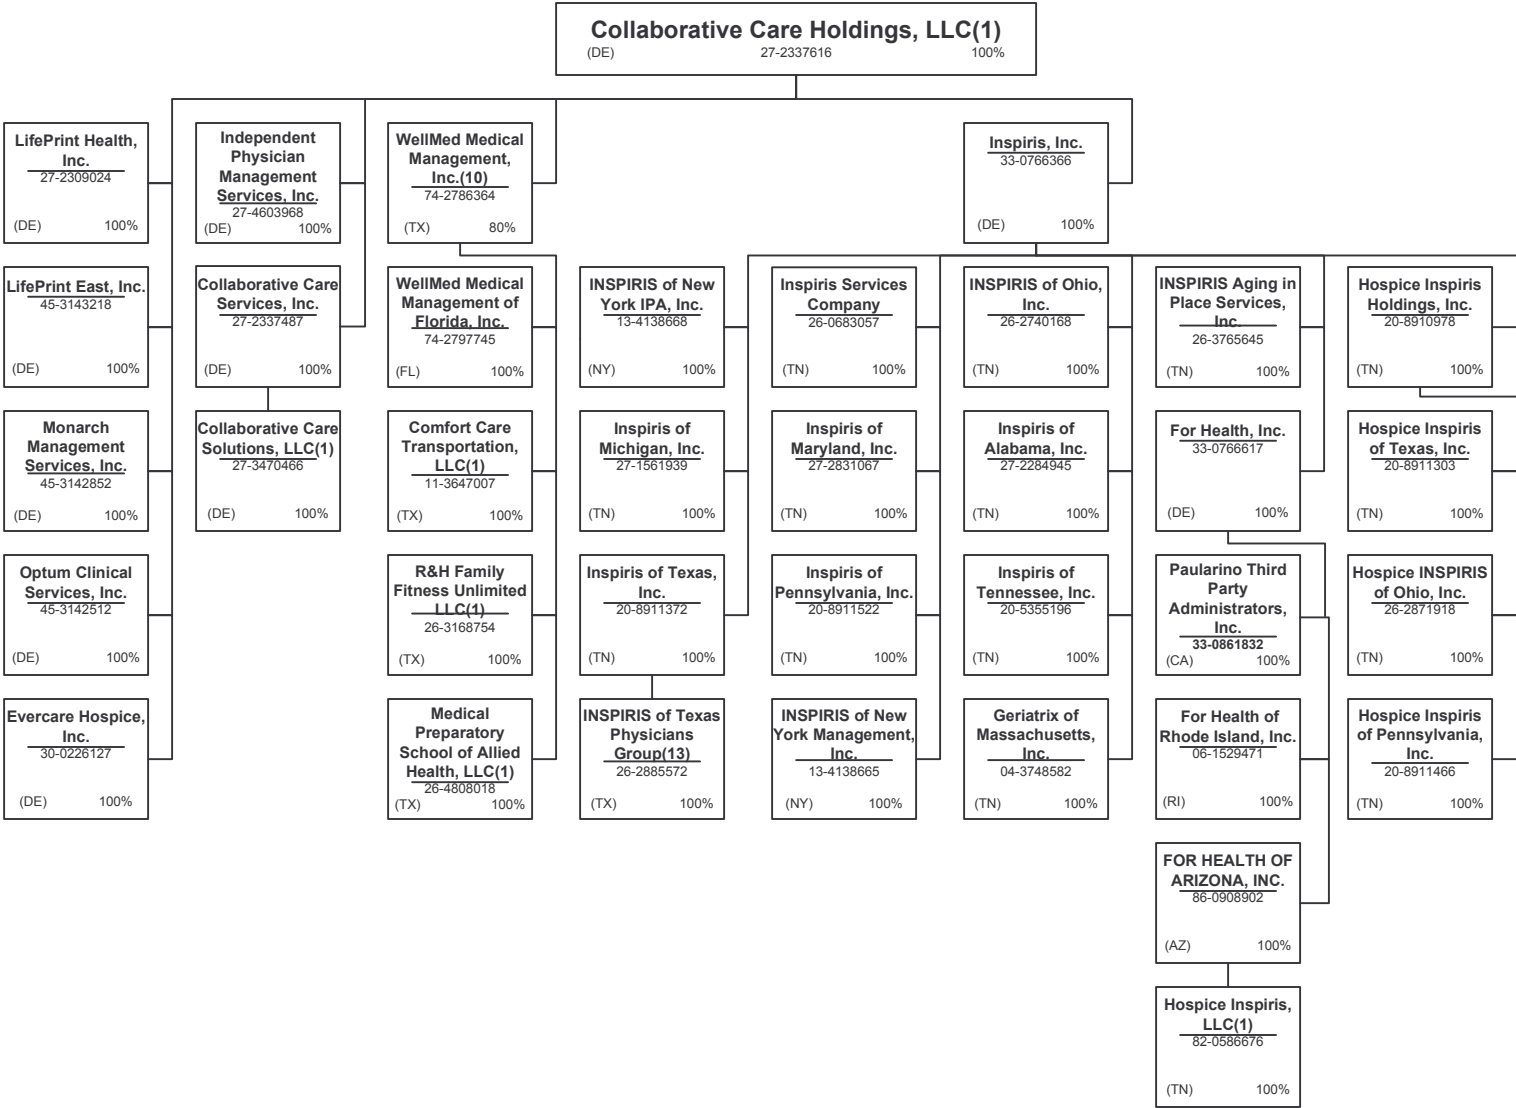 Collaborative Care Holdings, LLC(1)
(DE) 27-2337616 100%
LifePrint Health,
Inc.
27-2309024
(DE) 100%
Independent
Physician
Management
Services, Inc.
27-4603968
(DE) 100%
WellMed Medical
Management,
Inc.(10)
74-2786364
(TX) 80%
Inspiris, Inc.
33-0766366
(DE) 100%
LifePrint East, Inc.
45-3143218
(DE) 100%
Collaborative Care
Services, Inc.
27-2337487
(DE) 100%
WellMed Medical
Management of
Florida, Inc.
74-2797745
(FL) 100%
INSPIRIS of New
York IPA, Inc.
13-4138668
(NY) 100%
Inspiris Services
Company
26-0683057
(TN) 100%
INSPIRIS of Ohio,
Inc.
26-2740168
(TN) 100%
INSPIRIS Aging in
Place Services,
Inc.
26-3765645
(TN) 100%
Hospice Inspiris
Holdings, Inc.
20-8910978
(TN) 100%
Monarch
Management
Services, Inc.
45-3142852
(DE) 100%
Collaborative Care
Solutions, LLC(1)
27-3470466
(DE) 100%
Comfort Care
Transportation,
LLC(1)
11-3647007
(TX) 100%
Inspiris of
Michigan, Inc.
27-1561939
(TN) 100%
Inspiris of
Maryland, Inc.
27-2831067
(TN) 100%
Inspiris of
Alabama, Inc.
27-2284945
(TN) 100%
For Health, Inc.
33-0766617
(DE) 100%
Hospice Inspiris
of Texas, Inc.
20-8911303
(TN) 100%
Optum Clinical
Services, Inc.
45-3142512
(DE) 100%
R&H Family
Fitness Unlimited
LLC(1)
26-3168754
(TX) 100%
Inspiris of Texas,
Inc.
20-8911372
(TN) 100%
Inspiris of
Pennsylvania, Inc.
20-8911522
(TN) 100%
Inspiris of
Tennessee, Inc.
20-5355196
(TN) 100%
Paularino Third
Party
Administrators,
Inc.
33-0861832
(CA) 100%
Hospice INSPIRIS
of Ohio, Inc.
26-2871918
(TN) 100%
Evercare Hospice,
Inc.
30-0226127
(DE) 100%
Medical
Preparatory
School of Allied
Health, LLC(1)
26-4808018
(TX) 100%
INSPIRIS of Texas
Physicians
Group(13)
26-2885572
(TX) 100%
INSPIRIS of New
York Management,
Inc.
13-4138665
(NY) 100%
Geriatrix of
Massachusetts,
Inc.
04-3748582
(TN) 100%
For Health of
Rhode Island, Inc.
06-1529471
(RI) 100%
Hospice Inspiris
of Pennsylvania,
Inc.
20-8911466
(TN) 100%
FOR HEALTH OF
ARIZONA, INC.
86-0908902
(AZ) 100%
Hospice Inspiris,
LLC(1)
82-0586676
(TN) 100%